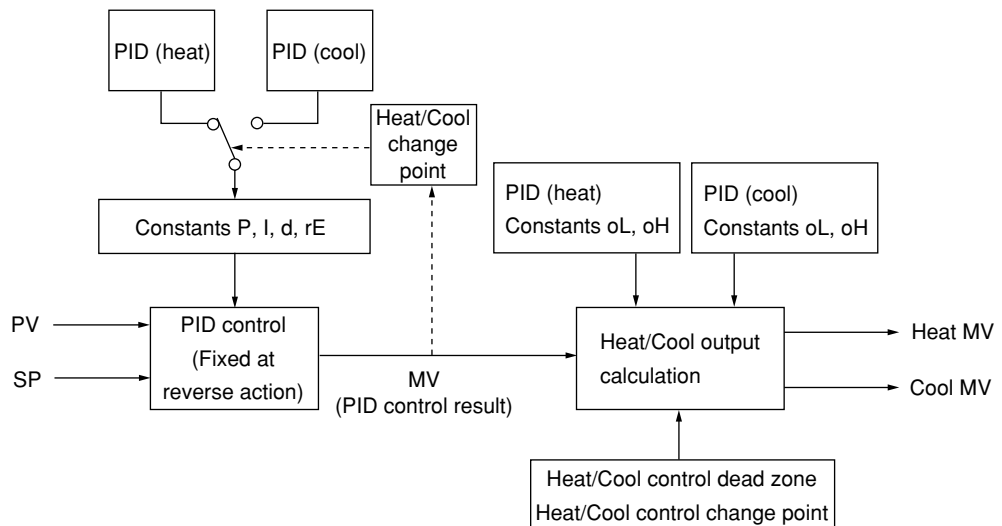 PID (heat)
PID (cool)
Heat/Cool
change
point
PID (heat)
Constants oL, oH
PID (cool)
Constants oL, oH
Constants P, I, d, rE
PV
SP
PID control
(Fixed at
reverse action)
MV
(PID control result)
Heat/Cool output
calculation
Heat MV
Cool MV
Heat/Cool control dead zone
Heat/Cool control change point